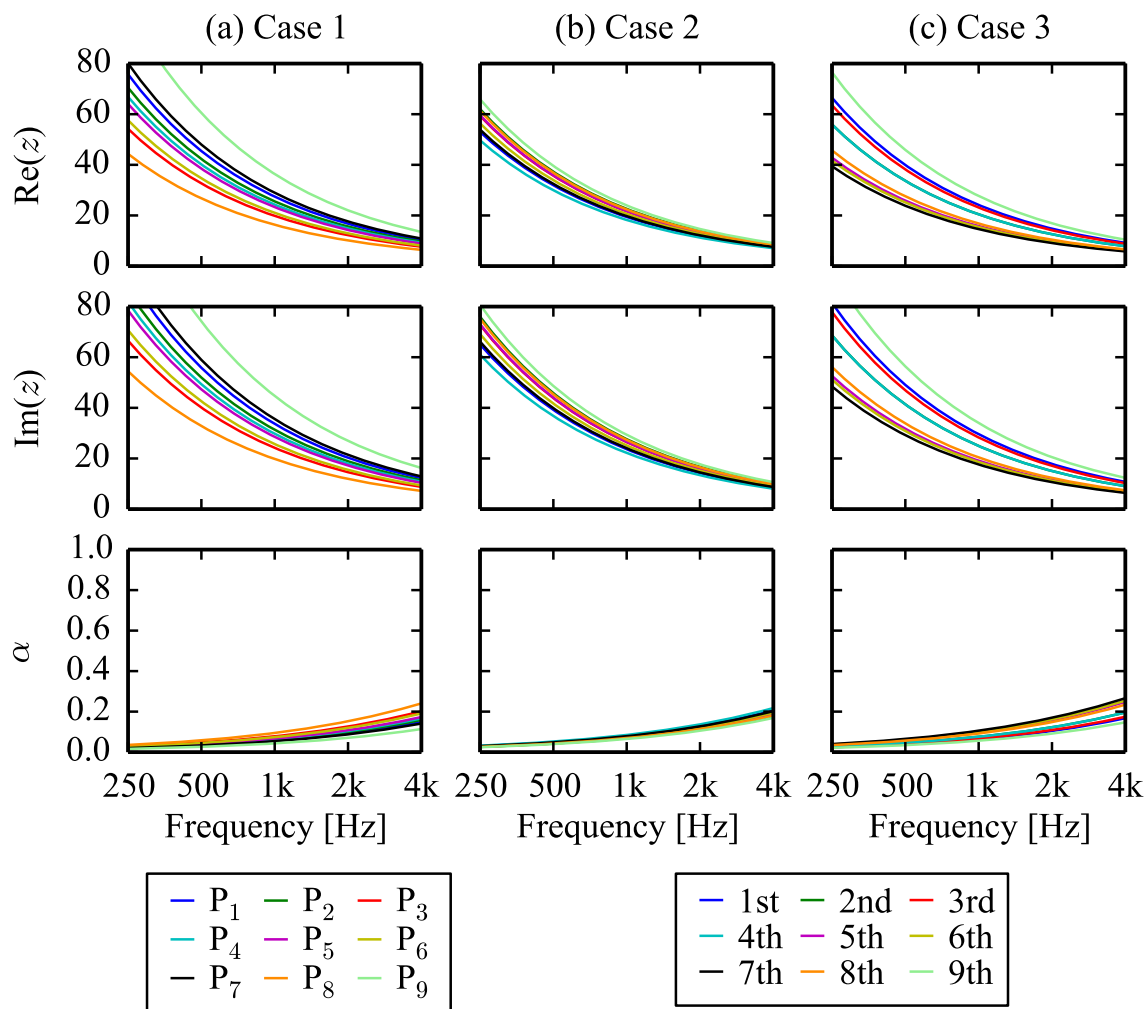 (a) Case 1 (b) Case 2 (c) Case 3
Re(z)
80
60
40
20
0
Im(z)
80
60
40
20
0
α
1.0
0.8
0.6
0.4
0.2
0.0
250 500 1k 2k 4k 250 500 1k 2k 4k 250 500 1k 2k 4k
Frequency [Hz] Frequency [Hz] Frequency [Hz]
P₁ P₂ P₃
P₄ P₅ P₆
P₇ P₈ P₉
1st 2nd 3rd
4th 5th 6th
7th 8th 9th